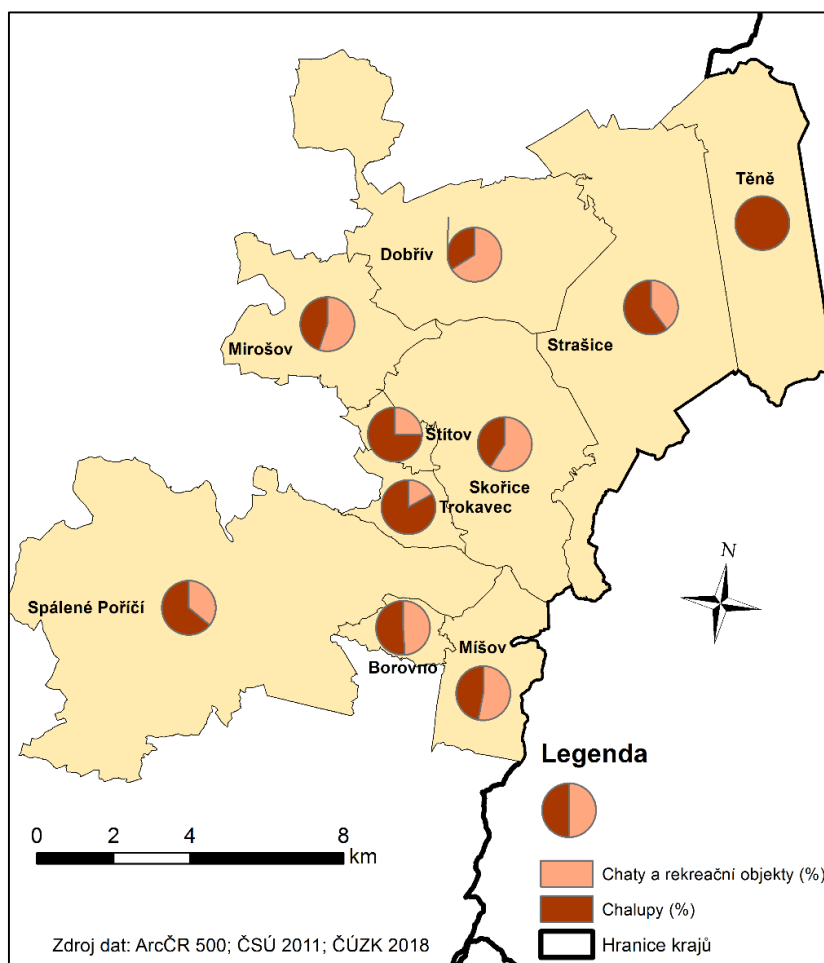 Těně
Dobřív
Strašice
Mirošov
Štítov
Skořice
Trokavec
Spálené Poříčí
Míšov
Borovno
N
Legenda
Chaty a rekreační objekty (%)
Chalupy (%)
Hranice krajů
0 2 4 8
km
Zdroj dat: ArcČR 500; ČSÚ 2011; ČÚZK 2018